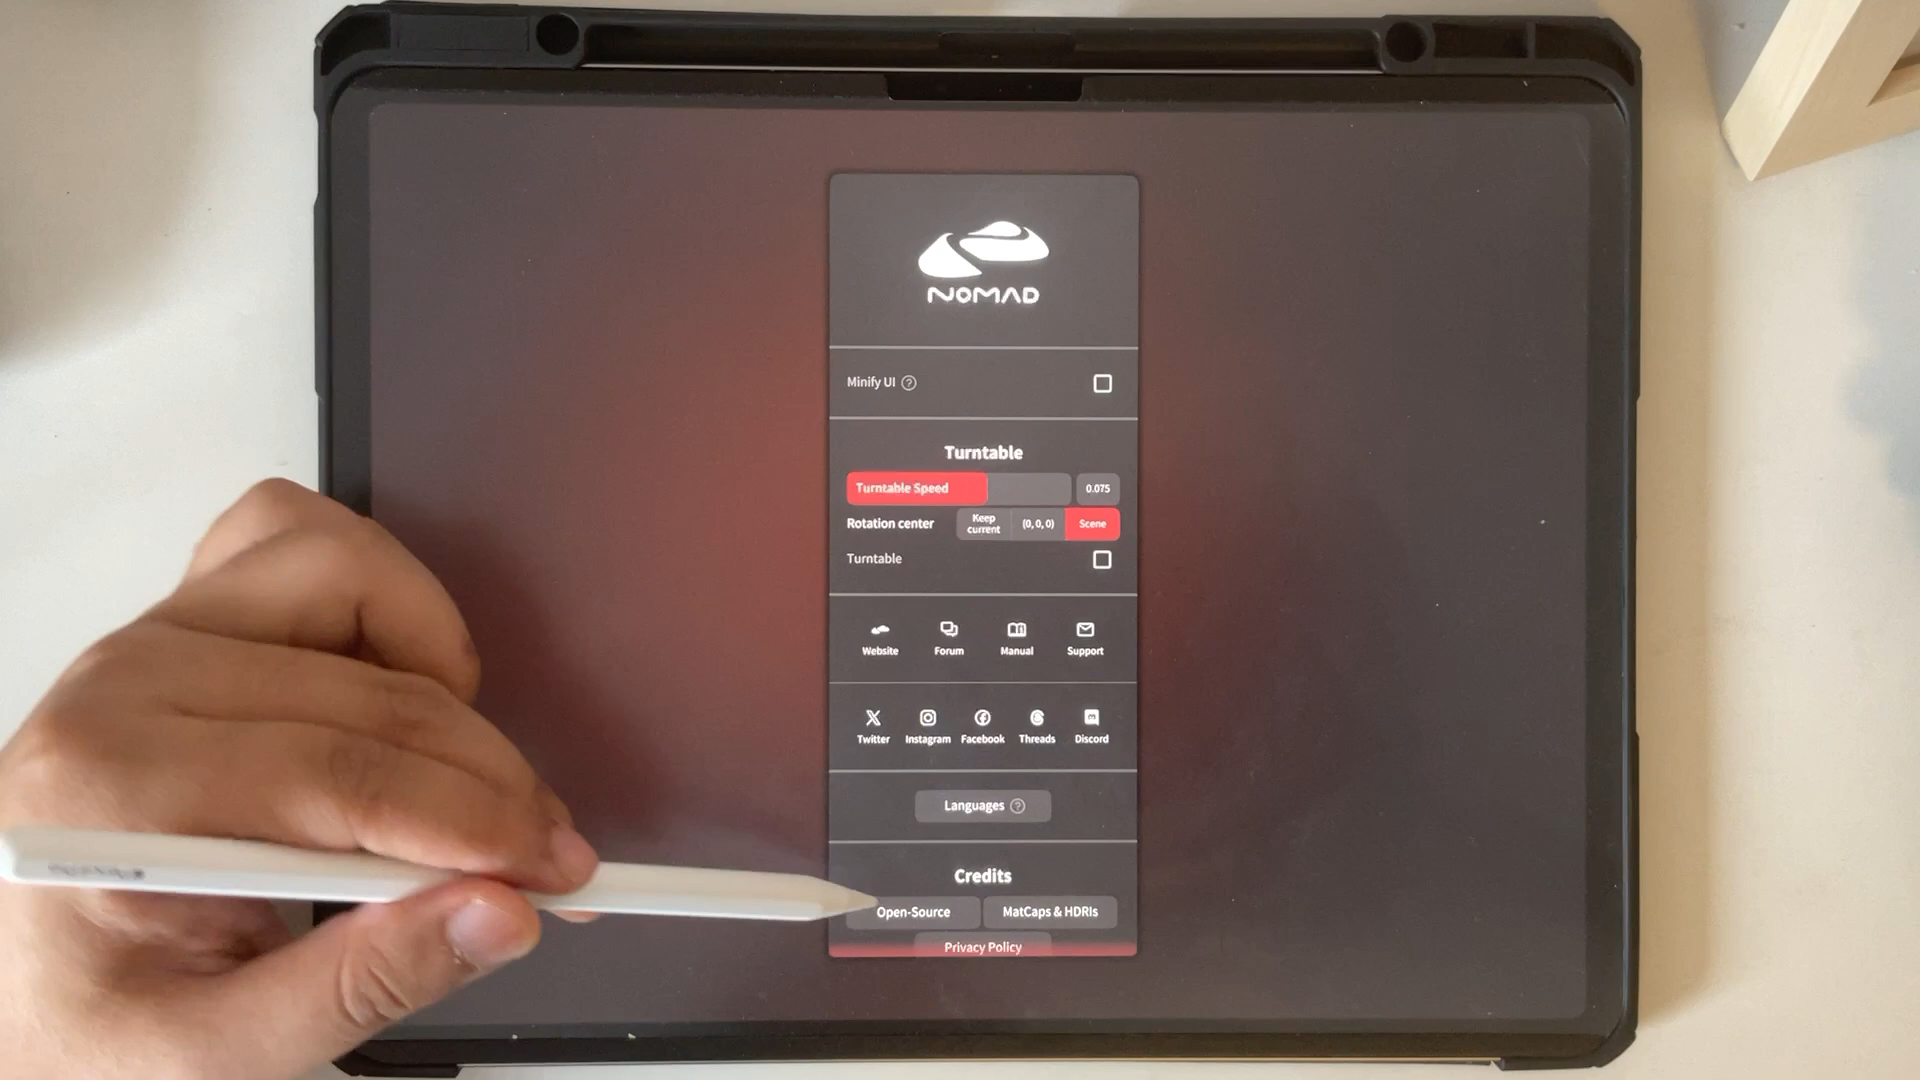 NOMAD
Minify UI ?
Turntable
Turntable Speed 0.075
Rotation center Keep current (0, 0, 0) Scene
Turntable
Website Forum Manual Support
Twitter Instagram Facebook Threads Discord
Languages ?
Credits
Open-Source MatCaps & HDRIs
Privacy Policy